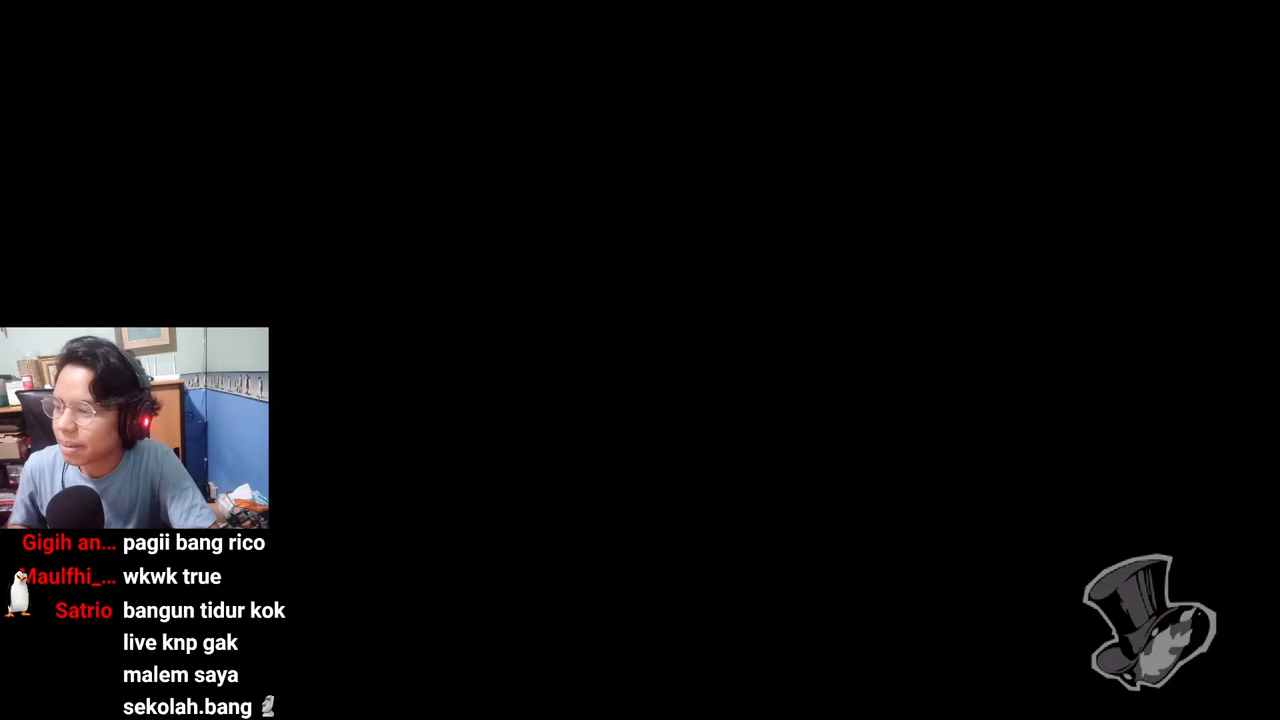 Gigih an… pagii bang rico
Maulfhi_… wkwk true
Satrio bangun tidur kok
live knp gak
malem saya
sekolah.bang 🗿